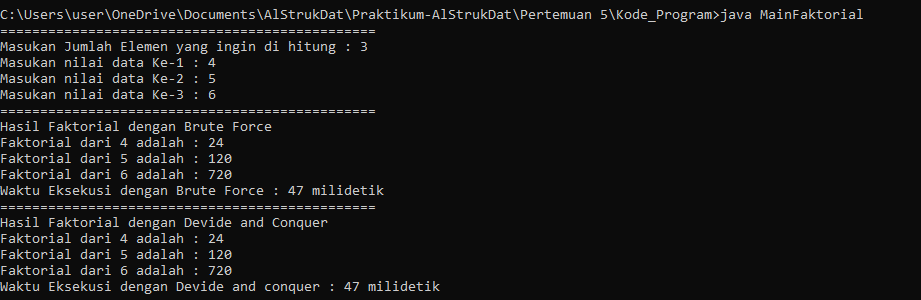 C:\Users\user\OneDrive\Documents\AlStrukDat\Praktikum-AlStrukDat\Pertemuan 5\Kode_Program>java MainFaktorial
===============================================
Masukan Jumlah Elemen yang ingin di hitung : 3
Masukan nilai data Ke-1 : 4
Masukan nilai data Ke-2 : 5
Masukan nilai data Ke-3 : 6
===============================================
Hasil Faktorial dengan Brute Force
Faktorial dari 4 adalah : 24
Faktorial dari 5 adalah : 120
Faktorial dari 6 adalah : 720
Waktu Eksekusi dengan Brute Force : 47 milidetik
===============================================
Hasil Faktorial dengan Devide and Conquer
Faktorial dari 4 adalah : 24
Faktorial dari 5 adalah : 120
Faktorial dari 6 adalah : 720
Waktu Eksekusi dengan Devide and conquer : 47 milidetik